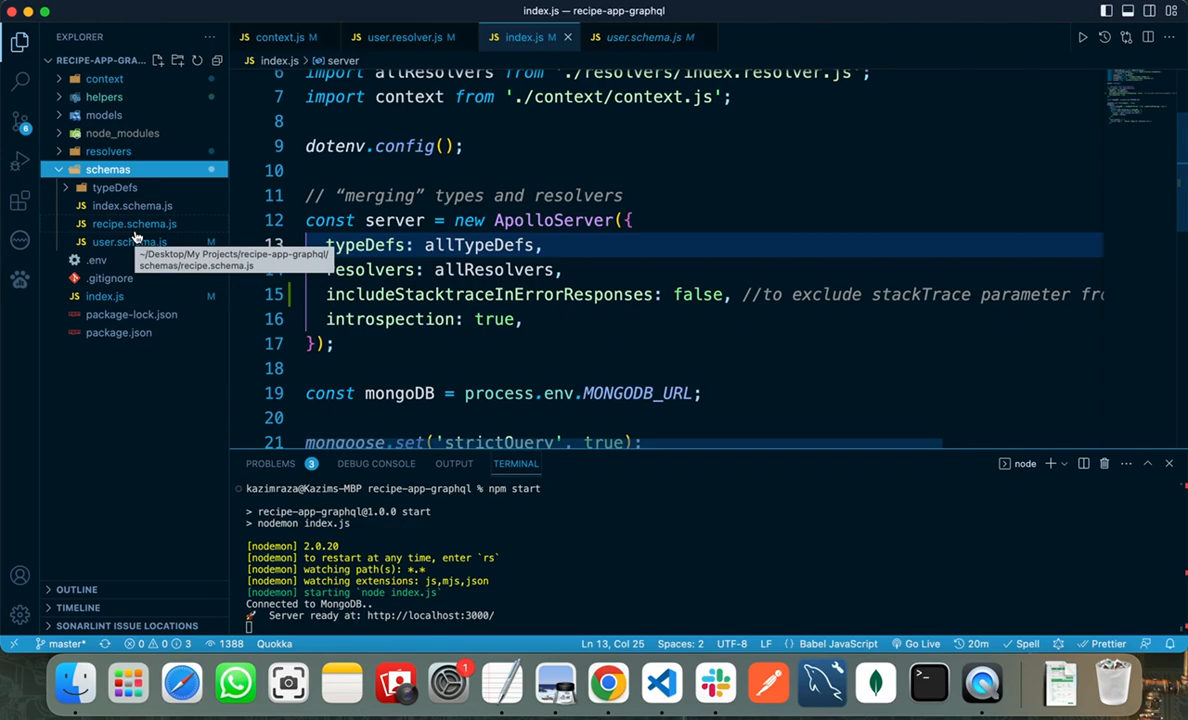 index.js — recipe-app-graphql
EXPLORER
context.js M
user.resolver.js M
index.js M
user.schema.js M
RECIPE-APP-GRA...
index.js > server
context
helpers
models
node_modules
resolvers
schemas
typeDefs
index.schema.js
recipe.schema.js
user.schema.js M
~/Desktop/My Projects/recipe-app-graphql/
schemas/recipe.schema.js
.env
.gitignore
index.js M
package-lock.json
package.json
6 import allResolvers from './resolvers/index.resolver.js';
7 import context from './context/context.js';
8
9 dotenv.config();
10
11 // “merging” types and resolvers
12 const server = new ApolloServer({
13 typeDefs: allTypeDefs,
resolvers: allResolvers,
15 includeStacktraceInErrorResponses: false, //to exclude stackTrace parameter fr
16 introspection: true,
17 });
18
19 const mongoDB = process.env.MONGODB_URL;
20
21 mongoose.set('strictQuery', true);
PROBLEMS 3 DEBUG CONSOLE OUTPUT TERMINAL
node
kazimraza@Kazims-MBP recipe-app-graphql % npm start
> recipe-app-graphql@1.0.0 start
> nodemon index.js
[nodemon] 2.0.20
[nodemon] to restart at any time, enter `rs`
[nodemon] watching path(s): *.*
[nodemon] watching extensions: js,mjs,json
[nodemon] starting `node index.js`
Connected to MongoDB..
🚀 Server ready at: http://localhost:3000/
OUTLINE
TIMELINE
SONARLINT ISSUE LOCATIONS
6
master* 0 0 3 1388 Quokka Ln 13, Col 25 Spaces: 2 UTF-8 LF {} Babel JavaScript Go Live 20m Spell Prettier
1